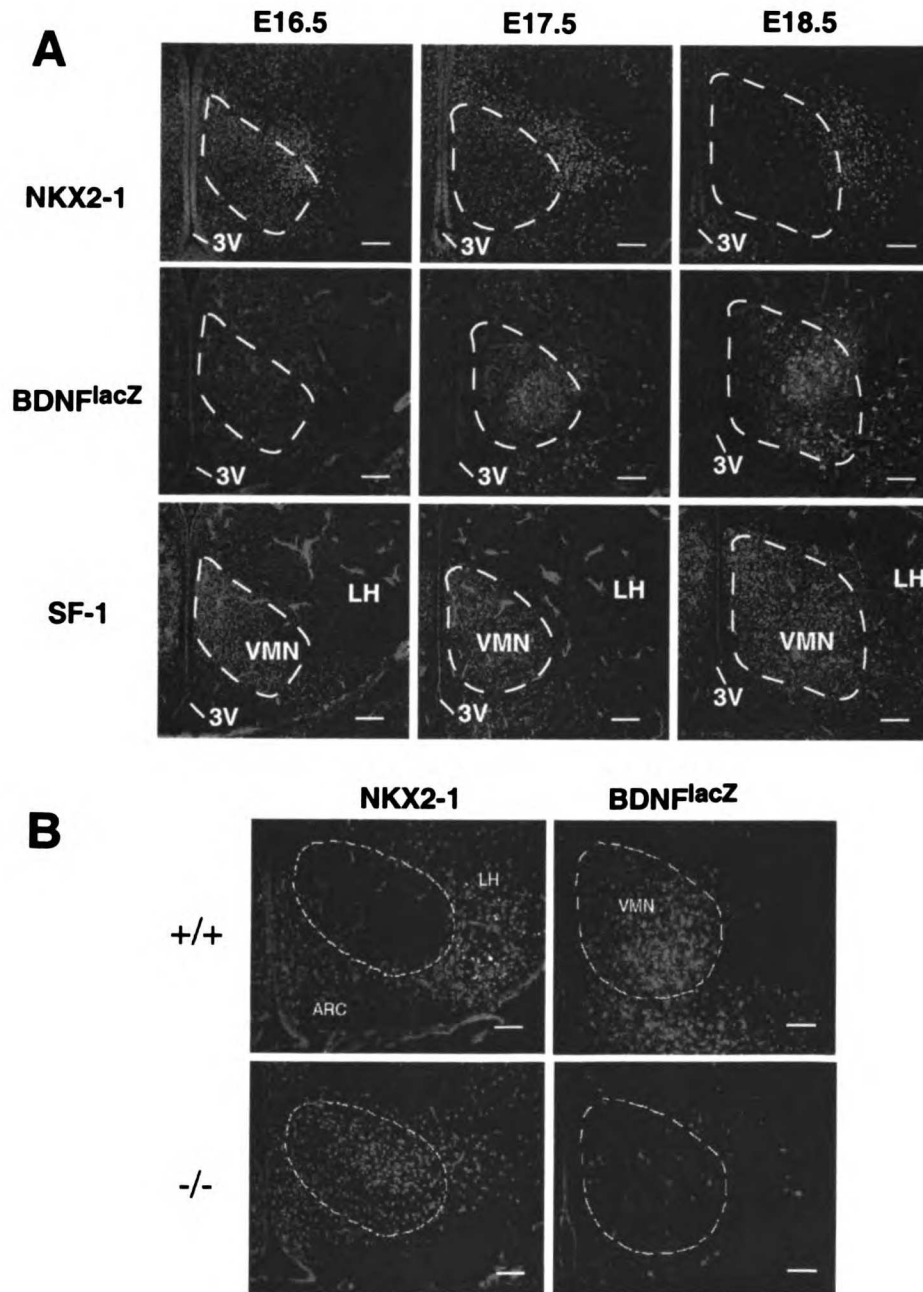 A
E16.5 E17.5 E18.5
NKX2-1
3V 3V 3V
BDNFlacZ
3V 3V 3V
SF-1
VMN LH VMN LH VMN LH
3V 3V 3V
B
NKX2-1 BDNFlacZ
+/+
LH
VMN
ARC
-/-